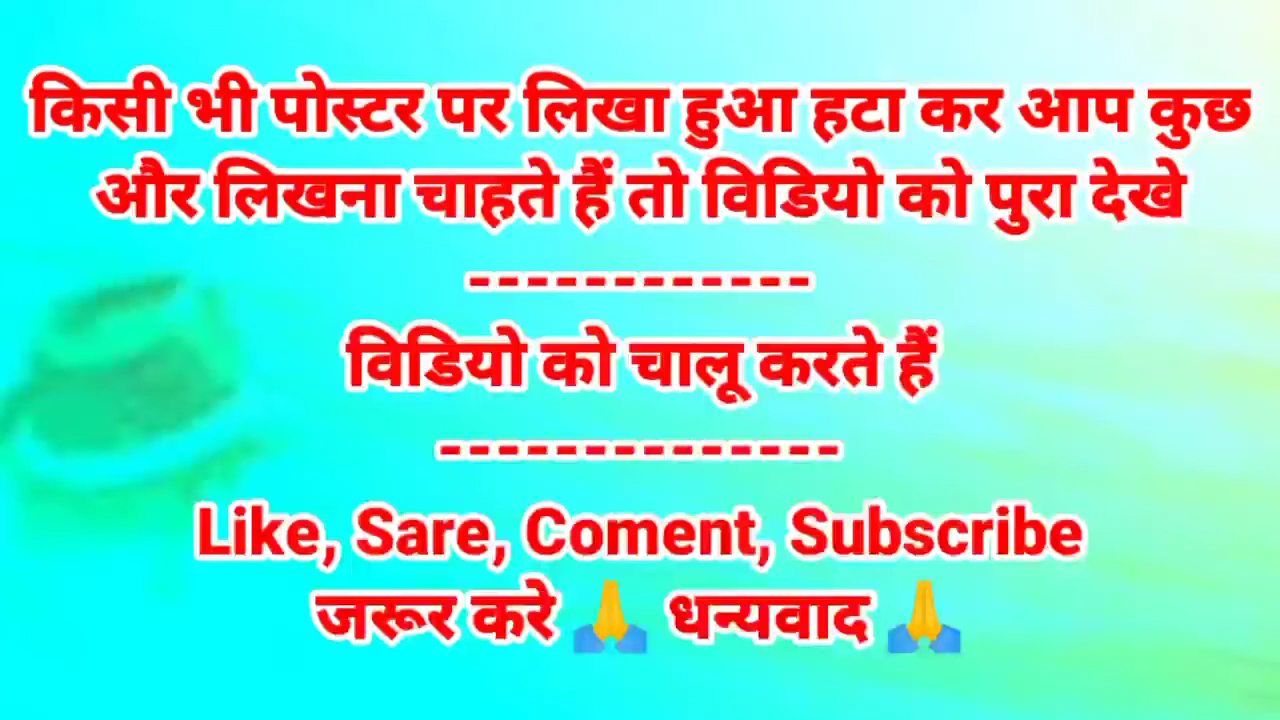 किसी भी पोस्टर पर लिखा हुआ हटा कर आप कुछ
और लिखना चाहते हैं तो विडियो को पुरा देखे
------------
विडियो को चालू करते हैं
--------------
Like, Sare, Coment, Subscribe
जरूर करे 🙏 धन्यवाद 🙏